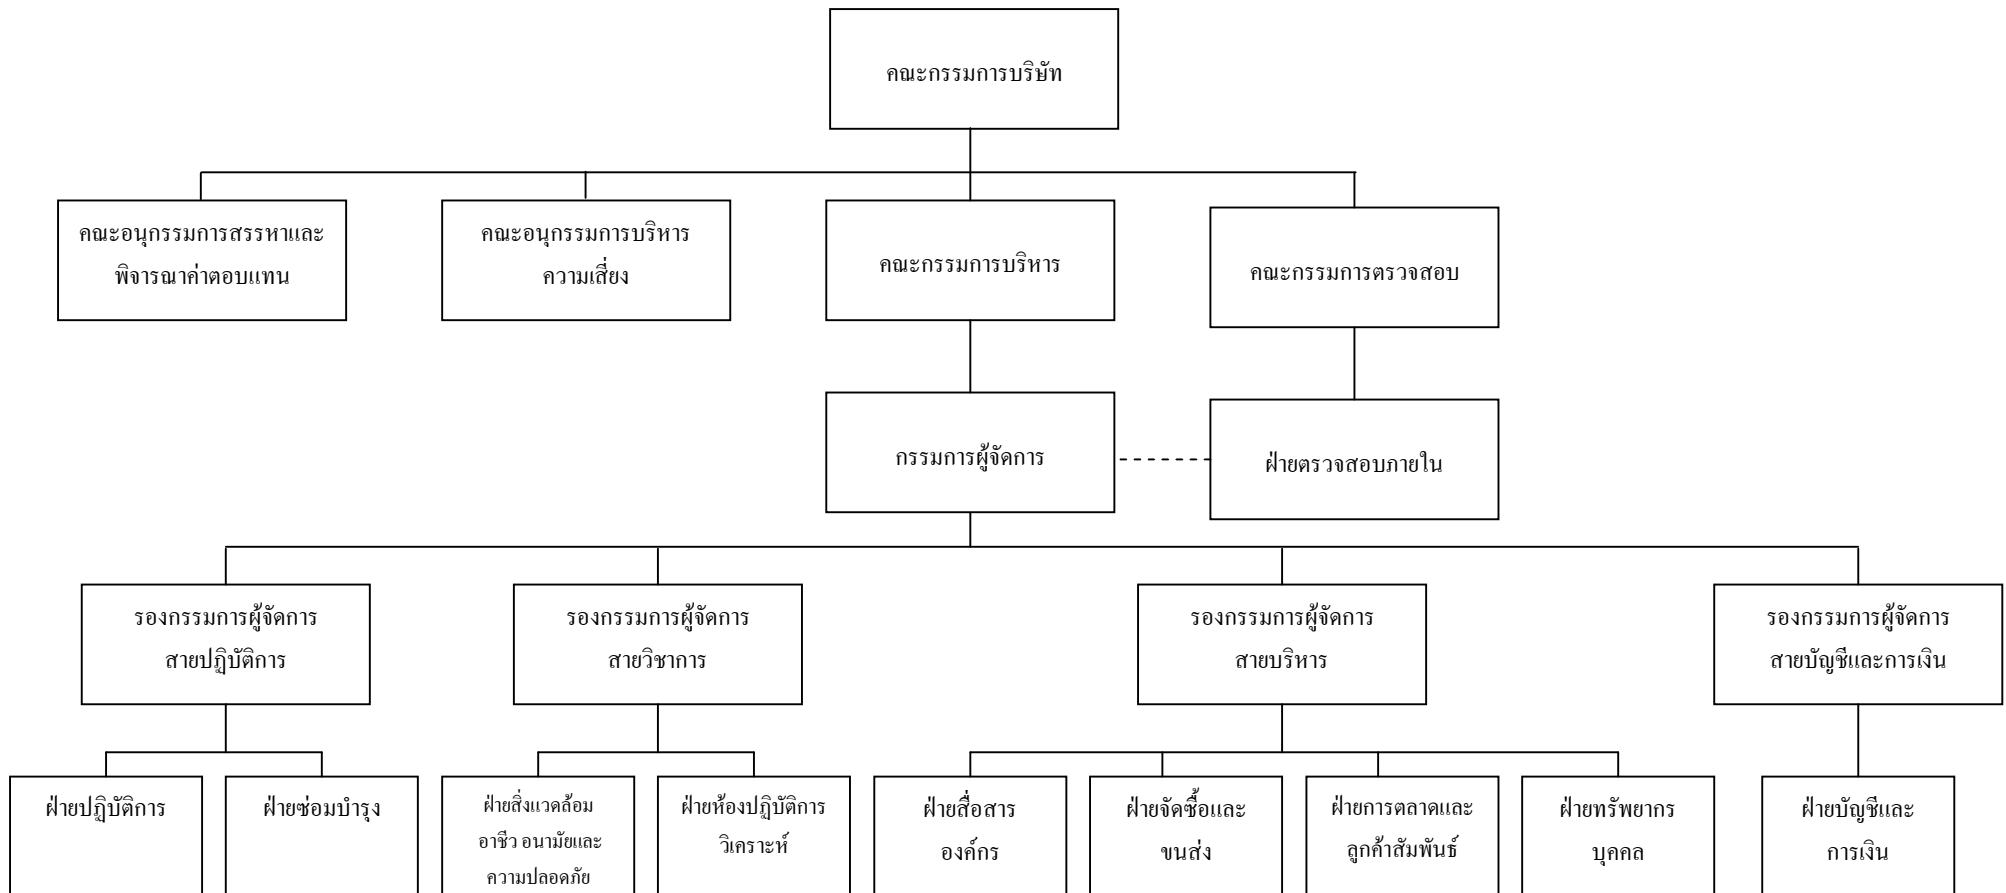 คณะกรรมการบริษัท
คณะอนุกรรมการสรรหาและ
พิจารณาค่าตอบแทน
คณะอนุกรรมการบริหาร
ความเสี่ยง
คณะกรรมการบริหาร
คณะกรรมการตรวจสอบ
กรรมการผู้จัดการ
ฝ่ายตรวจสอบภายใน
รองกรรมการผู้จัดการ
สายปฏิบัติการ
รองกรรมการผู้จัดการ
สายวิชาการ
รองกรรมการผู้จัดการ
สายบริหาร
รองกรรมการผู้จัดการ
สายบัญชีและการเงิน
ฝ่ายปฏิบัติการ
ฝ่ายซ่อมบำรุง
ฝ่ายสิ่งแวดล้อม
อาชีว อนามัยและ
ความปลอดภัย
ฝ่ายห้องปฏิบัติการ
วิเคราะห์
ฝ่ายสื่อสาร
องค์กร
ฝ่ายจัดซื้อและ
ขนส่ง
ฝ่ายการตลาดและ
ลูกค้าสัมพันธ์
ฝ่ายทรัพยากร
บุคคล
ฝ่ายบัญชีและ
การเงิน